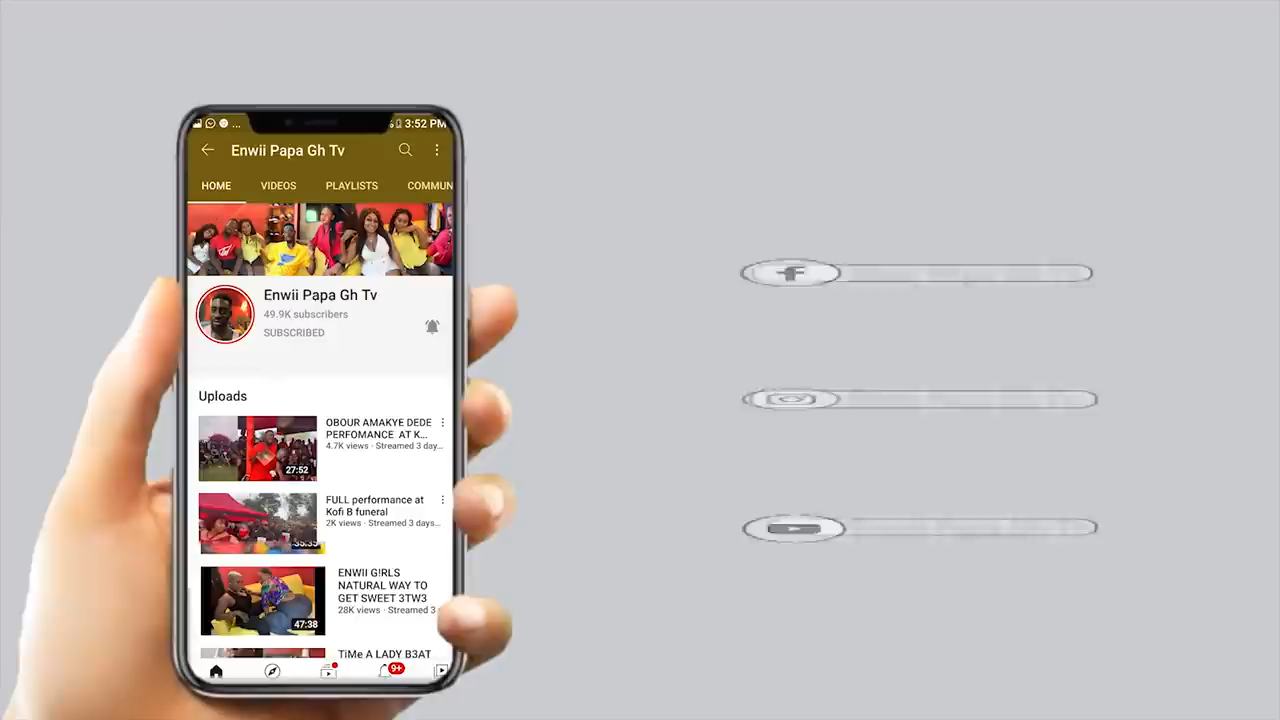 ... 3:52 PM
Enwii Papa Gh Tv
HOME VIDEOS PLAYLISTS COMMUN
Enwii Papa Gh Tv
49.9K subscribers
SUBSCRIBED
Uploads
OBOUR AMAKYE DEDE
PERFOMANCE AT K...
4.7K views · Streamed 3 day...
27:52
FULL performance at
Kofi B funeral
2K views · Streamed 3 days...
35:35
ENWII G!RLS
NATURAL WAY TO
GET SWEET 3TW3
28K views · Streamed 3
47:38
TiMe A LADY B3AT
9+